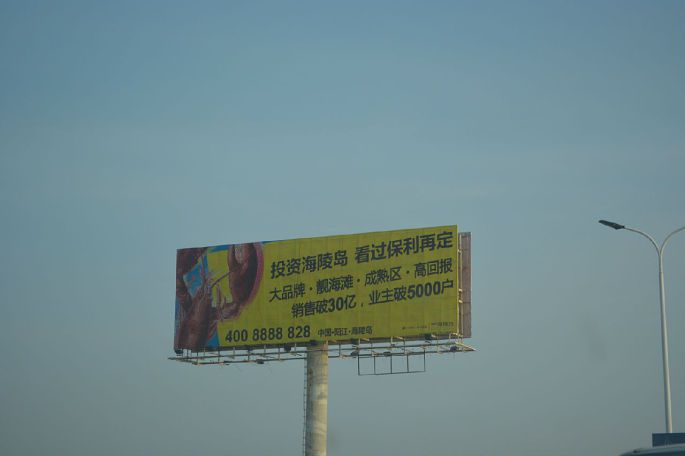 投资海陵岛 看过保利再定
大品牌·靓海滩·成熟区·高回报
销售破30亿，业主破5000户
400 8888 828 中国·阳江·海陵岛